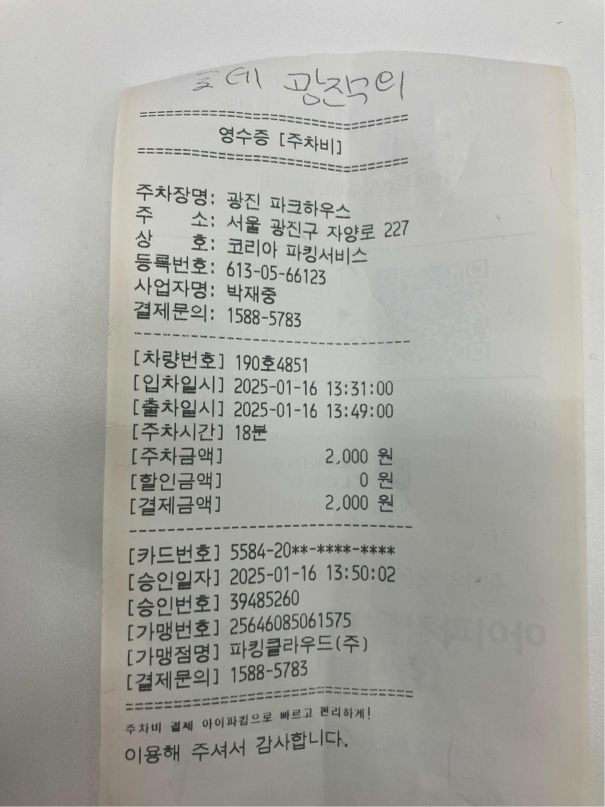 롯데 광진의
영수증 [주차비]
주차장명: 광진 파크하우스
주 소: 서울 광진구 자양로 227
상 호: 코리아 파킹서비스
등록번호: 613-05-66123
사업자명: 박재중
결제문의: 1588-5783
[차량번호] 190호4851
[입차일시] 2025-01-16 13:31:00
[출차일시] 2025-01-16 13:49:00
[주차시간] 18분
[주차금액] 2,000 원
[할인금액] 0 원
[결제금액] 2,000 원
[카드번호] 5584-20**-****-****
[승인일자] 2025-01-16 13:50:02
[승인번호] 39485260
[가맹번호] 25646085061575
[가맹점명] 파킹클라우드(주)
[결제문의] 1588-5783
주차비 결제 아이파킹으로 빠르고 편리하게!
이용해 주셔서 감사합니다.